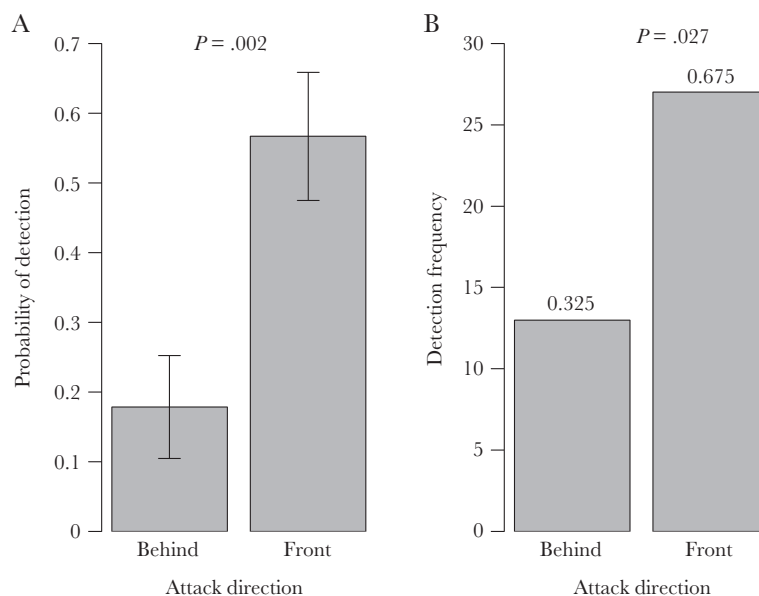 A
P = .002
0.7
0.6
0.5
0.4
0.3
0.2
0.1
0
Probability of detection
Behind Front
Attack direction
B
P = .027
30
25
20
15
10
5
0
Detection frequency
0.325
0.675
Behind Front
Attack direction